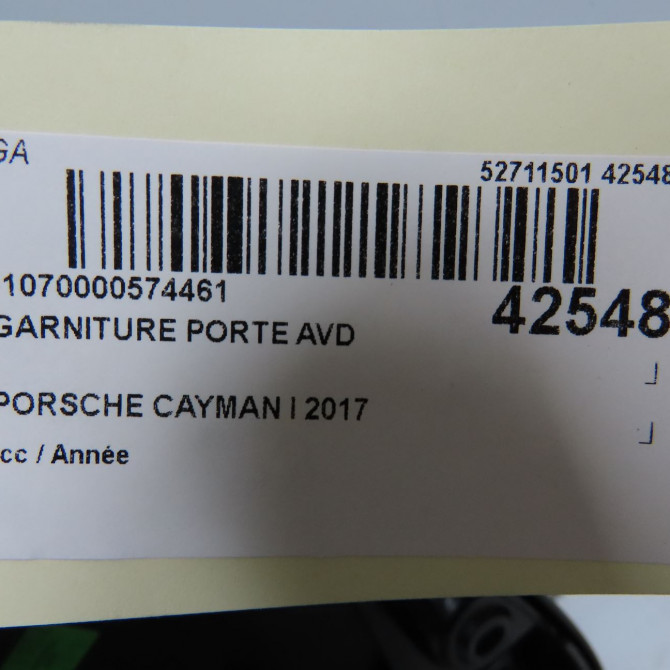 GA
52711501 42548
1070000574461
42548
GARNITURE PORTE AVD
PORSCHE CAYMAN I 2017
cc / Année